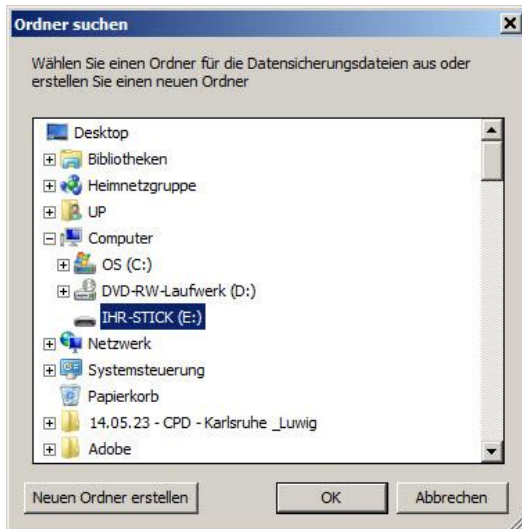 Ordner suchen
Wählen Sie einen Ordner für die Datensicherungsdateien aus oder
erstellen Sie einen neuen Ordner
Desktop
Bibliotheken
Heimnetzgruppe
UP
Computer
OS (C:)
DVD-RW-Laufwerk (D:)
IHR-STICK (E:)
Netzwerk
Systemsteuerung
Papierkorb
14.05.23 - CPD - Karlsruhe _Luwig
Adobe
Neuen Ordner erstellen OK Abbrechen